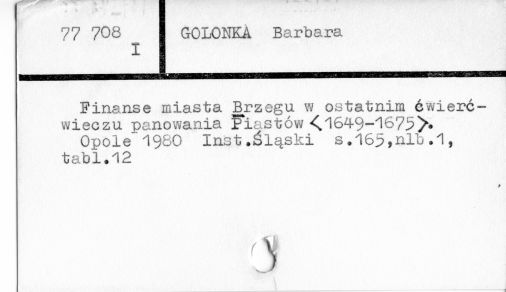 77 708 GOLONKA Barbara
I
Finanse miasta Brzegu w ostatnim ćwierć-
wieczu panowania Piastów <1649-1675>.
Opole 1980 Inst.Śląski s.165,nlb.1,
tabl.12